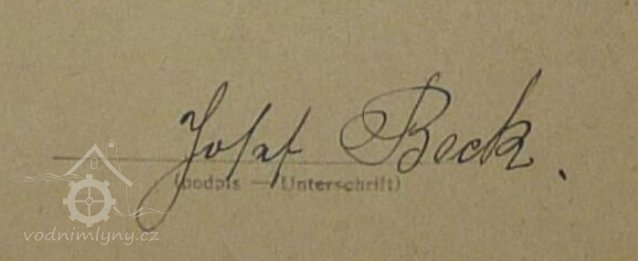 Josef Beck.
(podpis — Unterschrift)
vodnimlyny.cz